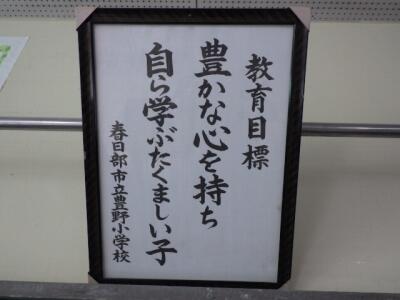 教育目標
豊かな心を持ち
自ら学ぶたくましい子
春日部市立豊野小学校